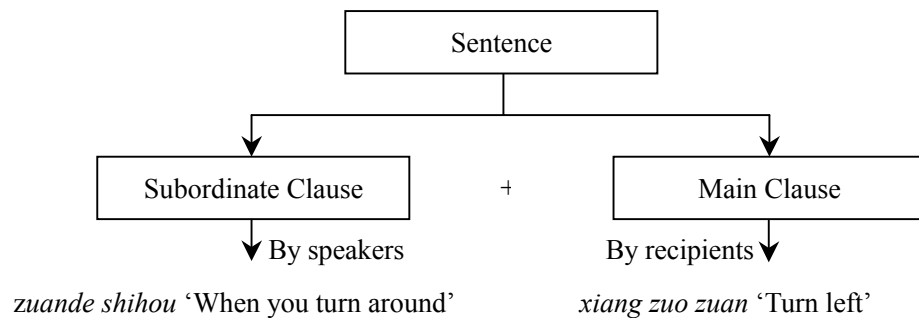 Sentence
Subordinate Clause + Main Clause
By speakers By recipients
zuande shihou ‘When you turn around’ xiang zuo zuan ‘Turn left’